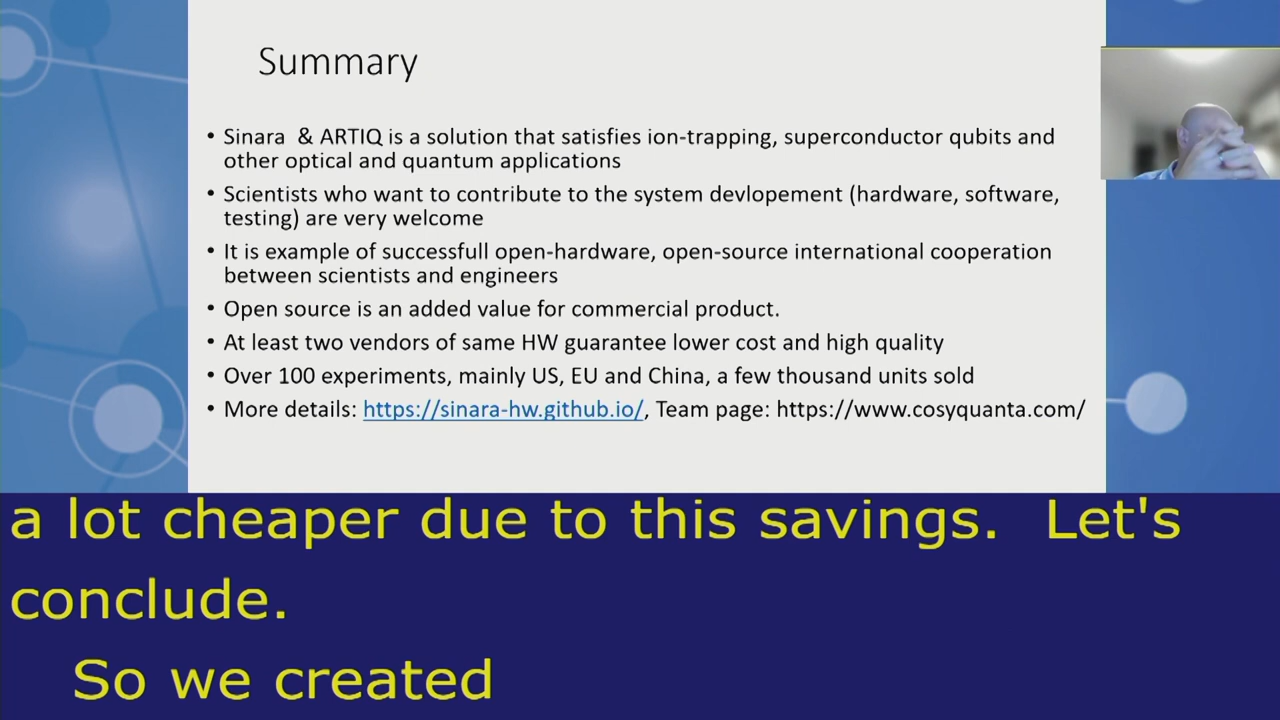 Summary
• Sinara & ARTIQ is a solution that satisfies ion-trapping, superconductor qubits and
other optical and quantum applications
• Scientists who want to contribute to the system devlopement (hardware, software,
testing) are very welcome
• It is example of successfull open-hardware, open-source international cooperation
between scientists and engineers
• Open source is an added value for commercial product.
• At least two vendors of same HW guarantee lower cost and high quality
• Over 100 experiments, mainly US, EU and China, a few thousand units sold
• More details: https://sinara-hw.github.io/, Team page: https://www.cosyquanta.com/
a lot cheaper due to this savings. Let's
conclude.
So we created